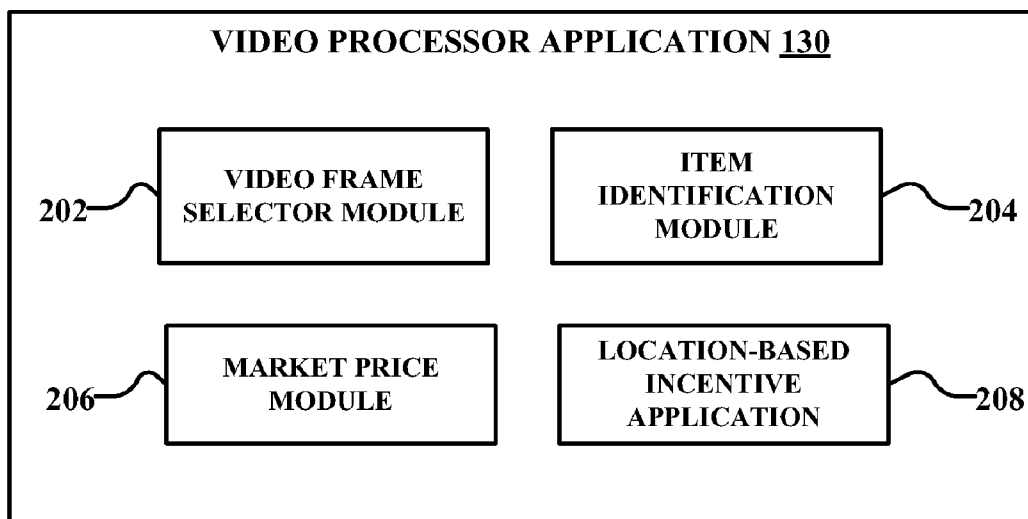 VIDEO PROCESSOR APPLICATION 130
VIDEO FRAME
SELECTOR MODULE
202
ITEM
IDENTIFICATION
MODULE
204
MARKET PRICE
MODULE
206
LOCATION-BASED
INCENTIVE
APPLICATION
208